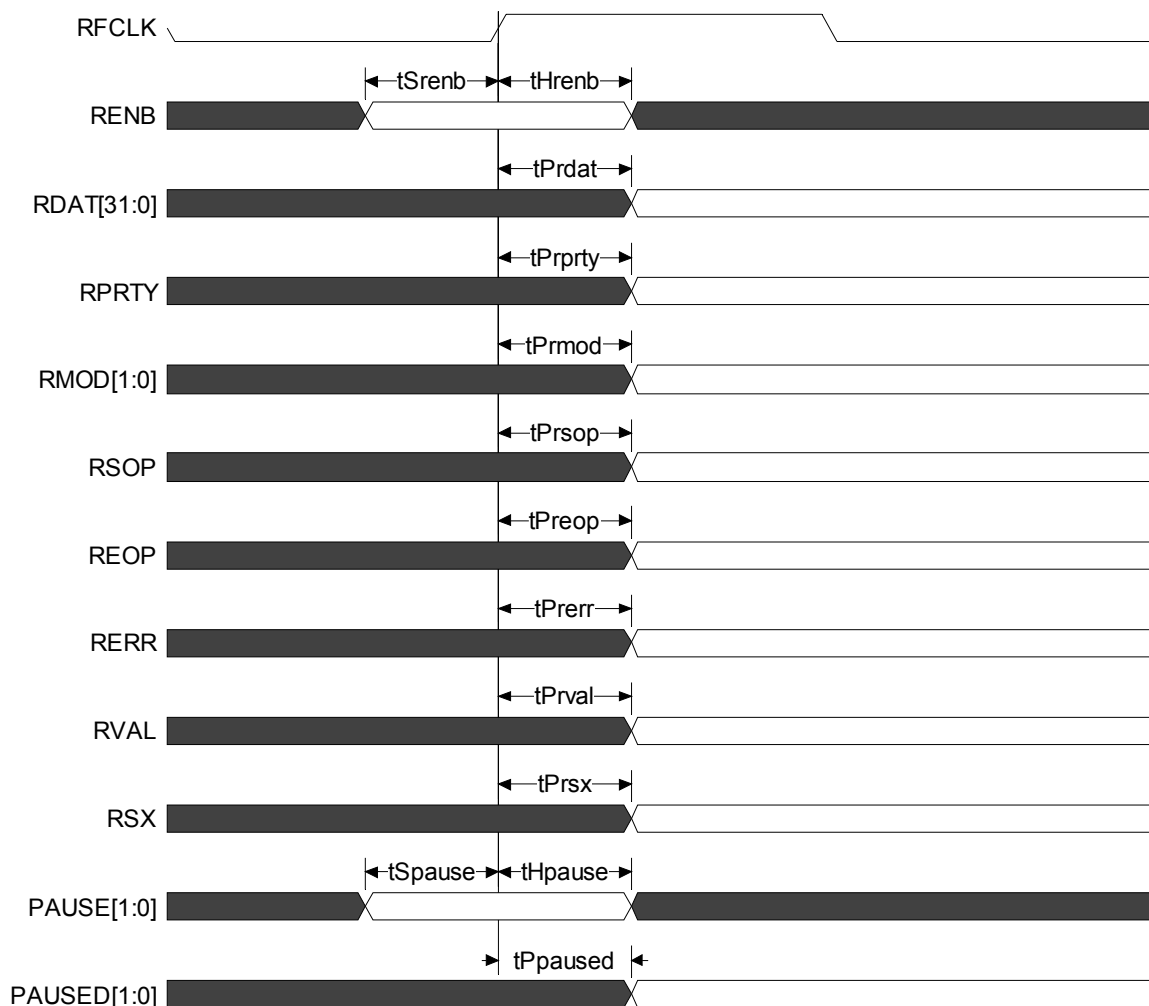 RFCLK
tSrenb tHrenb
RENB
tPrdat
RDAT[31:0]
tPrprty
RPRTY
tPrmod
RMOD[1:0]
tPrsop
RSOP
tPreop
REOP
tPrerr
RERR
tPrval
RVAL
tPrsx
RSX
tSpause tHpause
PAUSE[1:0]
tPpaused
PAUSED[1:0]